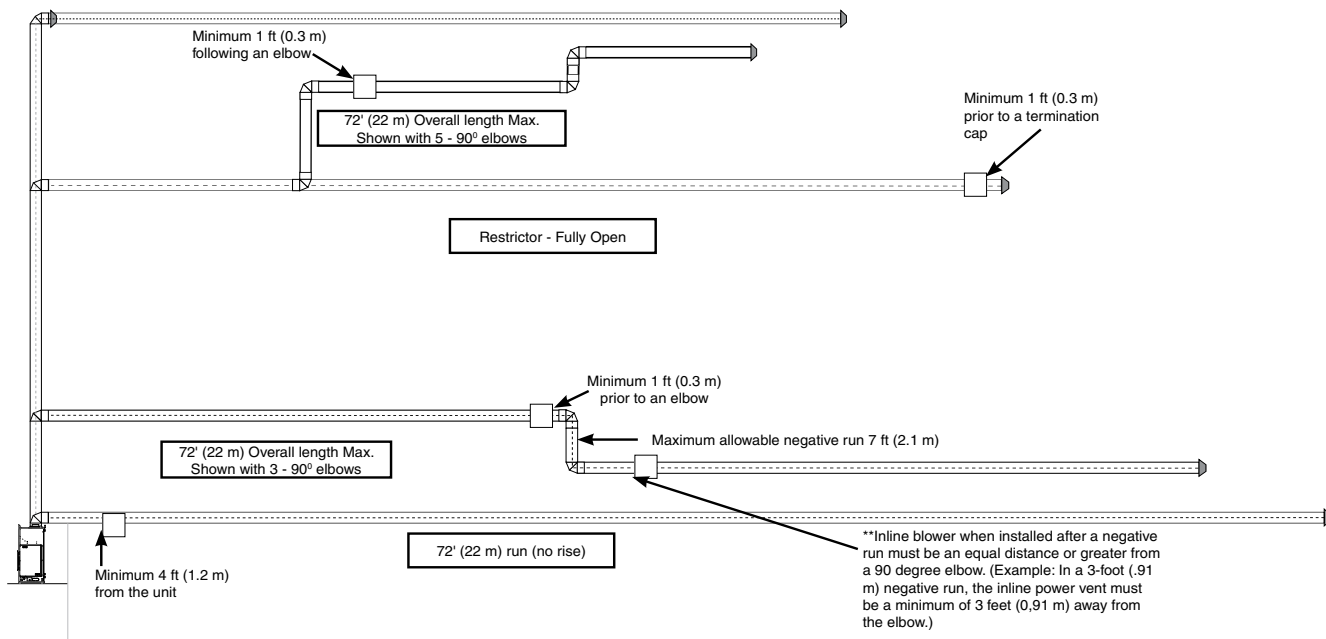 Minimum 1 ft (0.3 m)
following an elbow
72' (22 m) Overall length Max.
Shown with 5 - 90⁰ elbows
Minimum 1 ft (0.3 m)
prior to a termination
cap
Restrictor - Fully Open
Minimum 1 ft (0.3 m)
prior to an elbow
Maximum allowable negative run 7 ft (2.1 m)
72' (22 m) Overall length Max.
Shown with 3 - 90⁰ elbows
72' (22 m) run (no rise)
Minimum 4 ft (1.2 m)
from the unit
**Inline blower when installed after a negative
run must be an equal distance or greater from
a 90 degree elbow. (Example: In a 3-foot (.91
m) negative run, the inline power vent must
be a minimum of 3 feet (0,91 m) away from
the elbow.)